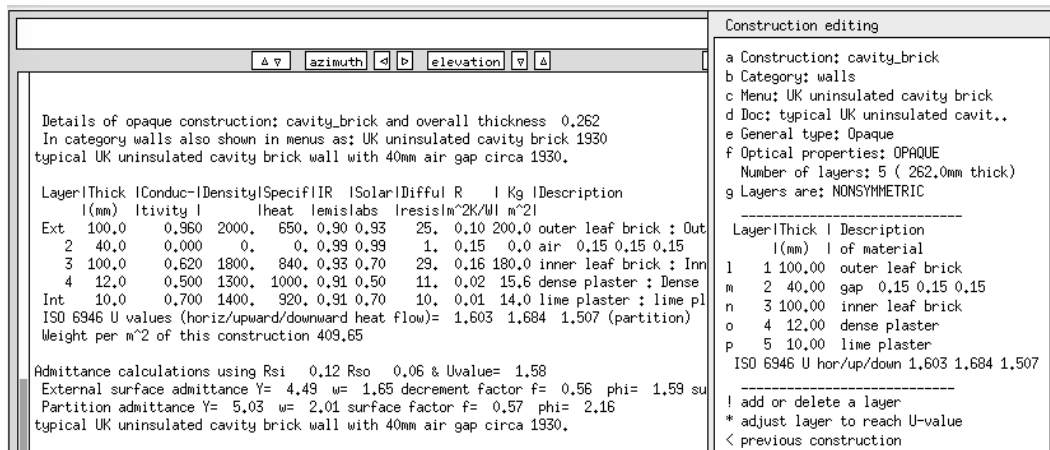 azimuth elevation
Details of opaque construction: cavity_brick and overall thickness 0.262
In category walls also shown in menus as: UK uninsulated cavity brick 1930
typical UK uninsulated cavity brick wall with 40mm air gap circa 1930.
Layer|Thick |Conduc-|Density|Specif|IR |Solar|Diffu| R | Kg |Description
|(mm) |tivity | |heat |emis|abs |resis|m^2K/W| m^2|
Ext 100.0 0.960 2000. 650. 0.90 0.93 25. 0.10 200.0 outer leaf brick : Out
2 40.0 0.000 0. 0. 0.99 0.99 1. 0.15 0.0 air 0.15 0.15 0.15
3 100.0 0.620 1800. 840. 0.93 0.70 29. 0.16 180.0 inner leaf brick : Inn
4 12.0 0.500 1300. 1000. 0.91 0.50 11. 0.02 15.6 dense plaster : Dense
Int 10.0 0.700 1400. 920. 0.91 0.70 10. 0.01 14.0 lime plaster : lime pl
ISO 6946 U values (horiz/upward/downward heat flow)= 1.603 1.684 1.507 (partition)
Weight per m^2 of this construction 409.65
Admittance calculations using Rsi 0.12 Rso 0.06 & Uvalue= 1.58
External surface admittance Y= 4.49 w= 1.65 decrement factor f= 0.56 phi= 1.59 su
Partition admittance Y= 5.03 w= 2.01 surface factor f= 0.57 phi= 2.16
typical UK uninsulated cavity brick wall with 40mm air gap circa 1930.
Construction editing
a Construction: cavity_brick
b Category: walls
c Menu: UK uninsulated cavity brick
d Doc: typical UK uninsulated cavit..
e General type: Opaque
f Optical properties: OPAQUE
Number of layers: 5 ( 262.0mm thick)
g Layers are: NONSYMMETRIC
Layer|Thick | Description
|(mm) | of material
l 1 100.00 outer leaf brick
m 2 40.00 gap 0.15 0.15 0.15
n 3 100.00 inner leaf brick
o 4 12.00 dense plaster
p 5 10.00 lime plaster
ISO 6946 U hor/up/down 1.603 1.684 1.507
! add or delete a layer
* adjust layer to reach U-value
< previous construction